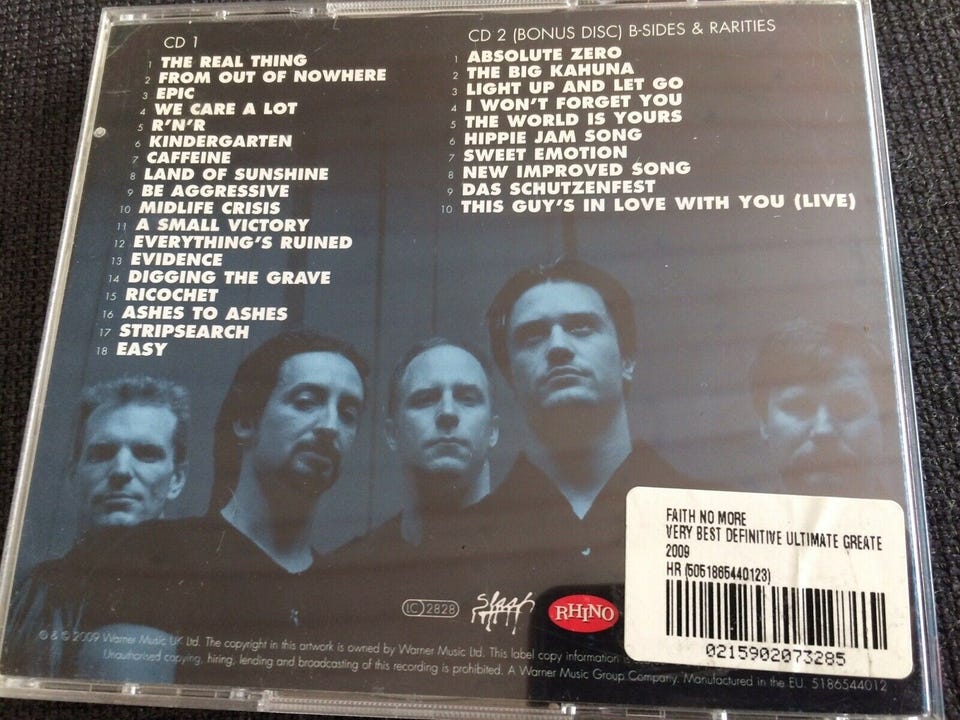 CD 1
1 THE REAL THING
2 FROM OUT OF NOWHERE
3 EPIC
4 WE CARE A LOT
5 R'N'R
6 KINDERGARTEN
7 CAFFEINE
8 LAND OF SUNSHINE
9 BE AGGRESSIVE
10 MIDLIFE CRISIS
11 A SMALL VICTORY
12 EVERYTHING'S RUINED
13 EVIDENCE
14 DIGGING THE GRAVE
15 RICOCHET
16 ASHES TO ASHES
17 STRIPSEARCH
18 EASY
CD 2 (BONUS DISC) B-SIDES & RARITIES
1 ABSOLUTE ZERO
2 THE BIG KAHUNA
3 LIGHT UP AND LET GO
4 I WON'T FORGET YOU
5 THE WORLD IS YOURS
6 HIPPIE JAM SONG
7 SWEET EMOTION
8 NEW IMPROVED SONG
9 DAS SCHUTZENFEST
10 THIS GUY'S IN LOVE WITH YOU (LIVE)
FAITH NO MORE
VERY BEST DEFINITIVE ULTIMATE GREATE
2009
HR (5051865440123)
0215902073285
LC 2828
Slash
RHINO
℗ & © 2009 Warner Music UK Ltd. The copyright in this artwork is owned by Warner Music Ltd. This label copy information is
Unauthorised copying, hiring, lending and broadcasting of this recording is prohibited. A Warner Music Group Company. Manufactured in the EU. 5186544012